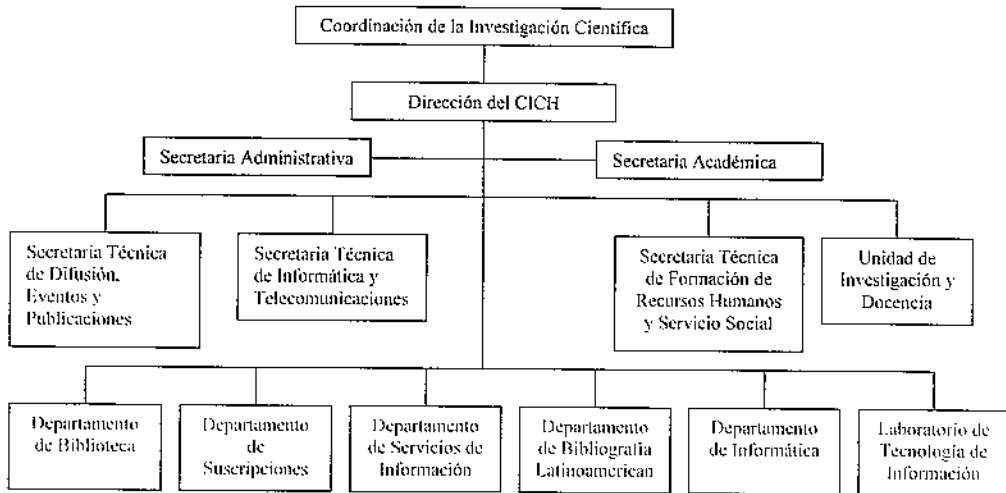 Coordinación de la Investigación Científica
Dirección del CICH
Secretaria Administrativa
Secretaria Académica
Secretaría Técnica
de Difusión,
Eventos y
Publicaciones
Secretaria Técnica
de Informática y
Telecomunicaciones
Secretaría Técnica
de Formación de
Recursos Humanos
y Servicio Social
Unidad de
Investigación y
Docencia
Departamento
de Biblioteca
Departamento
de
Suscripciones
Departamento
de Servicios de
Información
Departamento
de Bibliografía
Latinoamerican
Departamento
de Informática
Laboratorio de
Tecnología de
Información